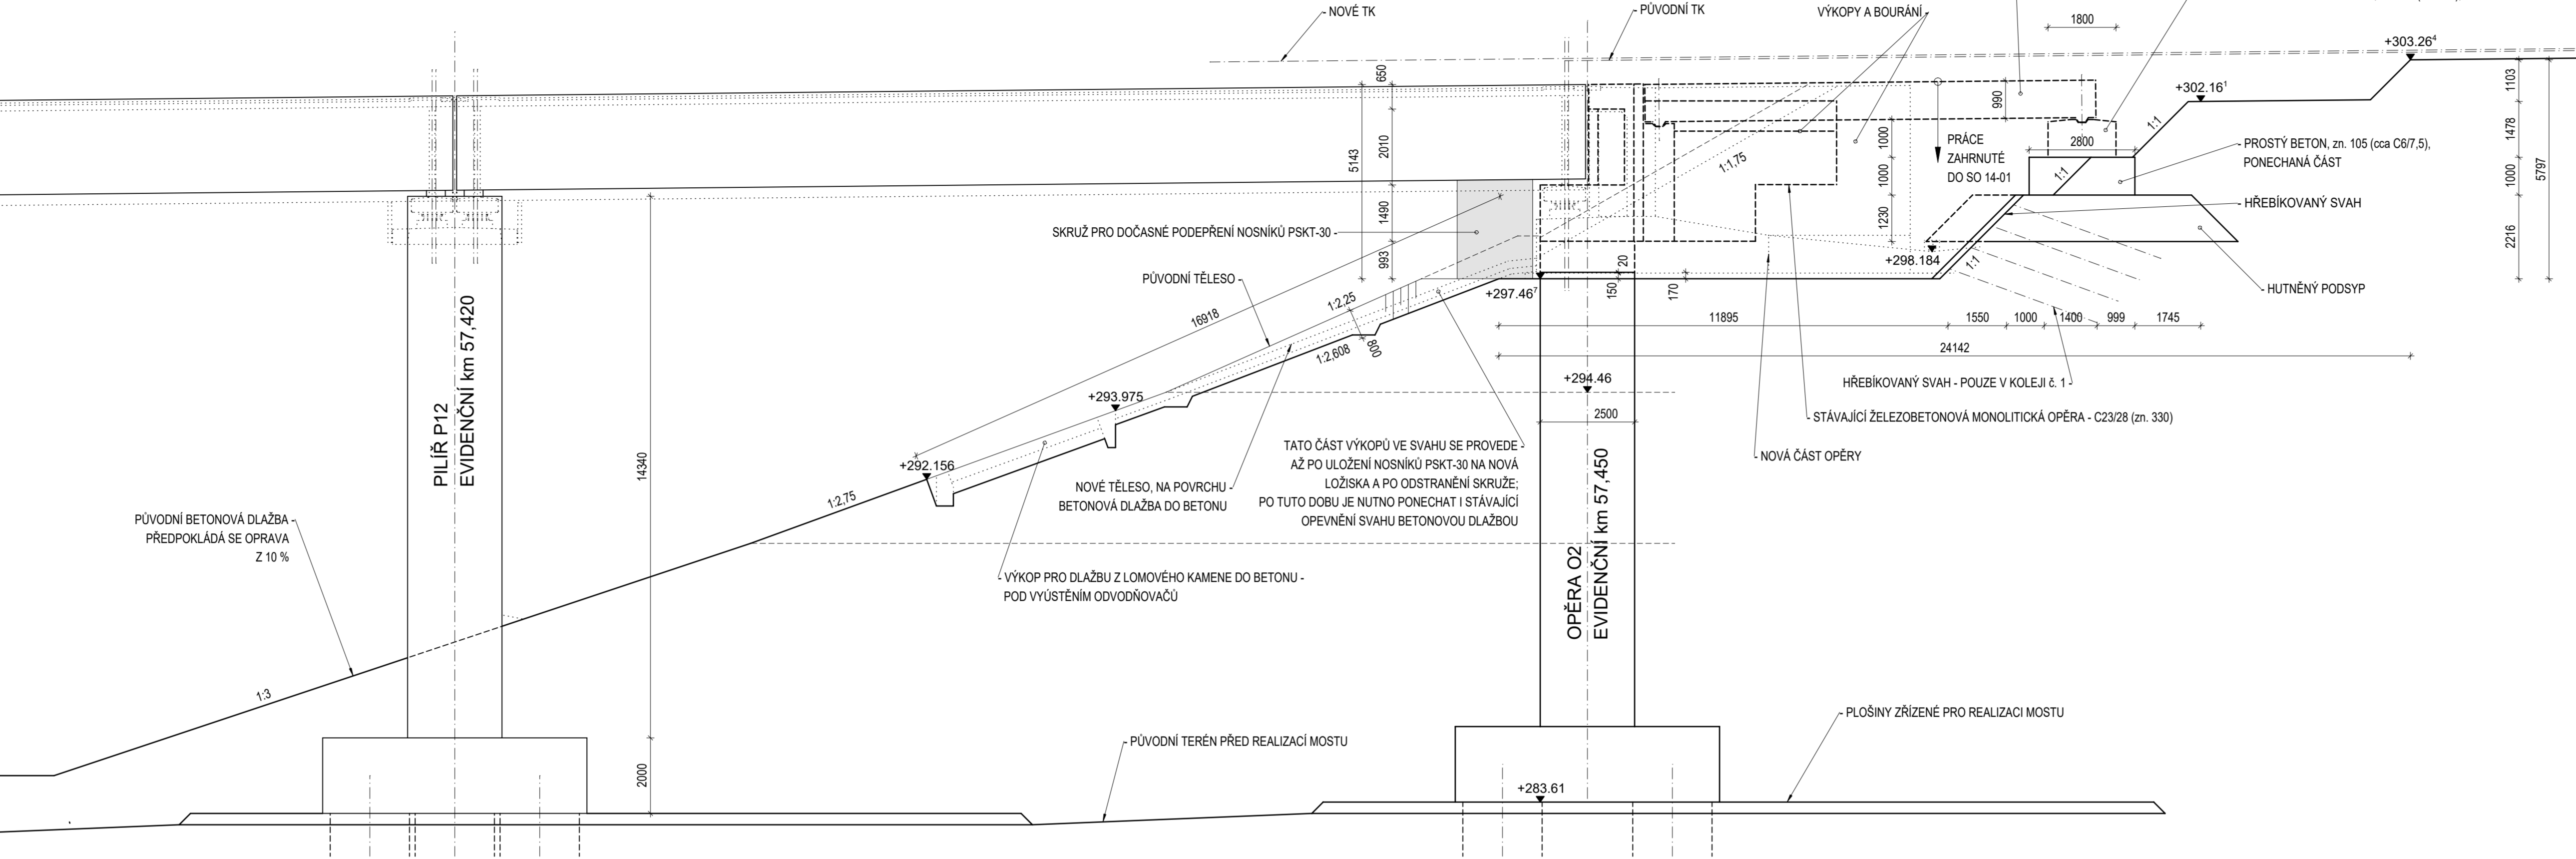 - NOVÉ TK
- PŮVODNÍ TK
VÝKOPY A BOURÁNÍ -
1800
+303.26⁴
650
5143
2010
1490
993
990
1000
1000
1230
PRÁCE
ZAHRNUTÉ
DO SO 14-01
+302.16¹
1:1
2800
1:1
- PROSTÝ BETON, zn. 105 (cca C6/7,5),
PONECHANÁ ČÁST
1103
1478
1000
2216
5797
- HŘEBÍKOVANÝ SVAH
1:1,75
SKRUŽ PRO DOČASNÉ PODEPŘENÍ NOSNÍKŮ PSKT-30 -
PŮVODNÍ TĚLESO -
+298.184
1:1
- HUTNĚNÝ PODSYP
+297.46⁷
150
20
170
16918
1:2,25
1:2,608
800
11895
1550
1000
1400
999
1745
24142
HŘEBÍKOVANÝ SVAH - POUZE V KOLEJI č. 1 -
+294.46
2500
- STÁVAJÍCÍ ŽELEZOBETONOVÁ MONOLITICKÁ OPĚRA - C23/28 (zn. 330)
- NOVÁ ČÁST OPĚRY
+293.975
+292.156
PILÍŘ P12
EVIDENČNÍ km 57,420
14340
2000
1:2,75
NOVÉ TĚLESO, NA POVRCHU -
BETONOVÁ DLAŽBA DO BETONU
TATO ČÁST VÝKOPŮ VE SVAHU SE PROVEDE -
AŽ PO ULOŽENÍ NOSNÍKŮ PSKT-30 NA NOVÁ
LOŽISKA A PO ODSTRANĚNÍ SKRUŽE;
PO TUTO DOBU JE NUTNO PONECHAT I STÁVAJÍCÍ
OPEVNĚNÍ SVAHU BETONOVOU DLAŽBOU
PŮVODNÍ BETONOVÁ DLAŽBA -
PŘEDPOKLÁDÁ SE OPRAVA
Z 10 %
- VÝKOP PRO DLAŽBU Z LOMOVÉHO KAMENE DO BETONU -
POD VYÚSTĚNÍM ODVODŇOVAČŮ
OPĚRA O2
EVIDENČNÍ km 57,450
1:3
- PŮVODNÍ TERÉN PŘED REALIZACÍ MOSTU
- PLOŠINY ZŘÍZENÉ PRO REALIZACI MOSTU
+283.61